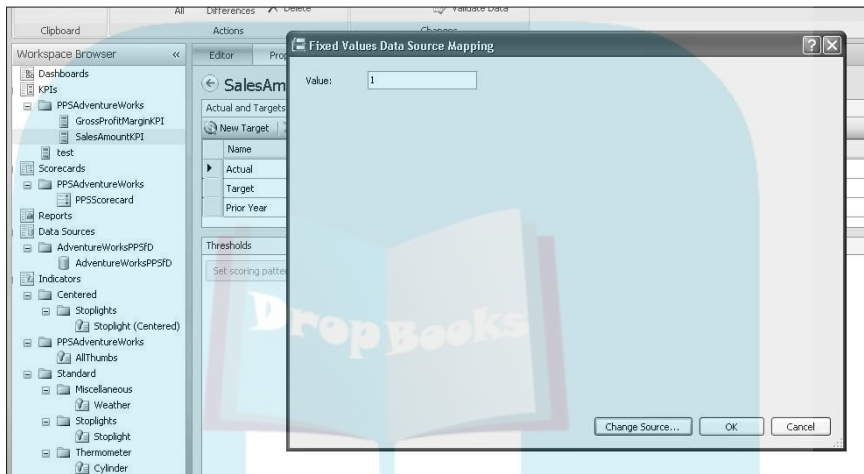 All
Differences
Delete
Validate Data
Clipboard
Actions
Changes
Workspace Browser «
Dashboards
KPIs
PPSAdventureWorks
GrossProfitMarginKPI
SalesAmountKPI
test
Scorecards
PPSAdventureWorks
PPSScorecard
Reports
Data Sources
AdventureWorksPPSfD
AdventureWorksPPSfD
Indicators
Centered
Stoplights
Stoplight (Centered)
PPSAdventureWorks
AllThumbs
Standard
Miscellaneous
Weather
Stoplights
Stoplight
Thermometer
Cylinder
Editor
Prop
SalesAm
Actual and Targets
New Target
Name
Actual
Target
Prior Year
Thresholds
Set scoring patte
Fixed Values Data Source Mapping
Value: 1
Change Source... OK Cancel
DropBooks